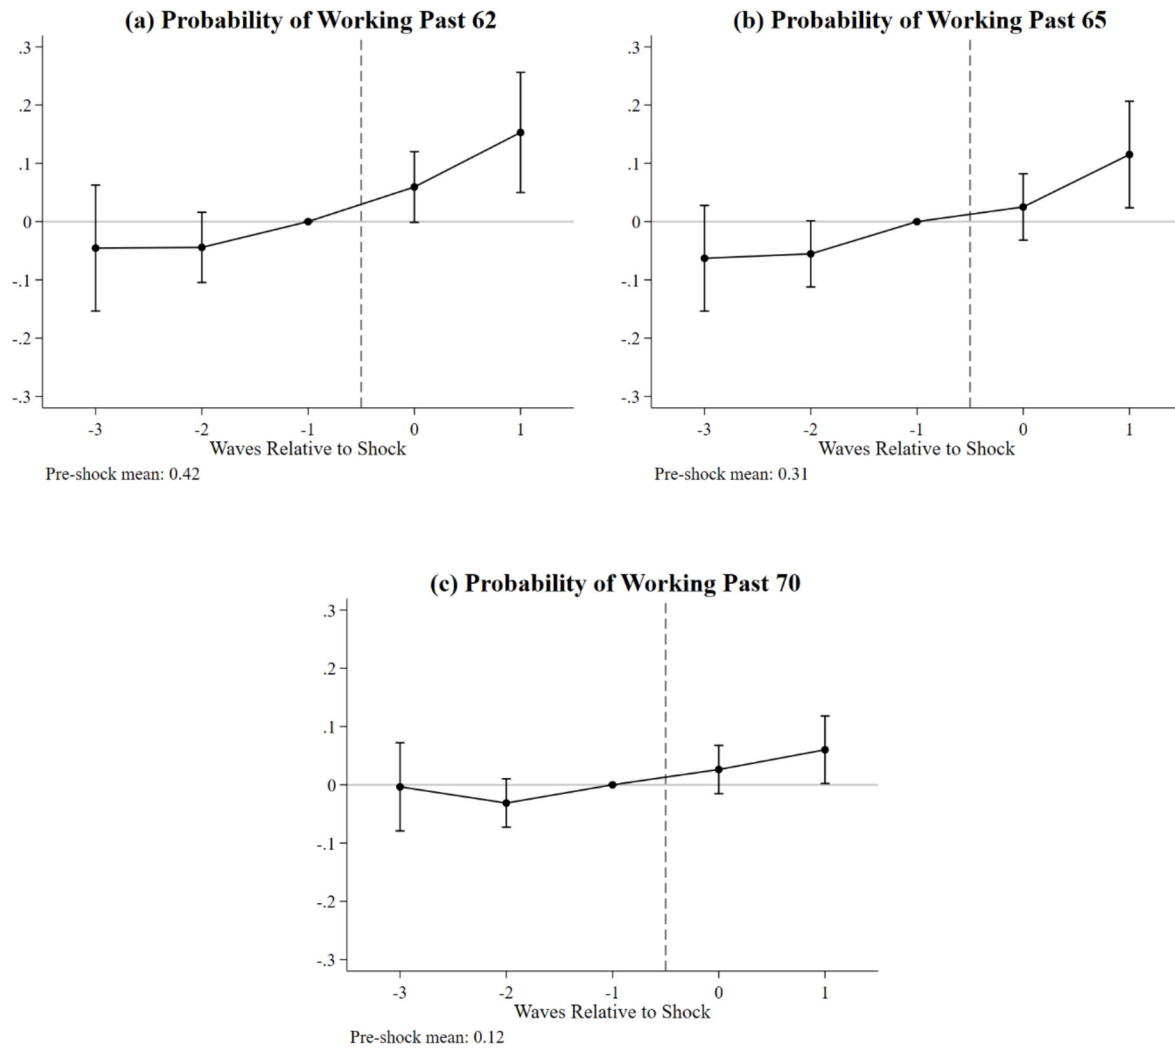 (a) Probability of Working Past 62
.3
.2
.1
0
-.1
-.2
-.3
-3 -2 -1 0 1
Waves Relative to Shock
Pre-shock mean: 0.42
(b) Probability of Working Past 65
.3
.2
.1
0
-.1
-.2
-.3
-3 -2 -1 0 1
Waves Relative to Shock
Pre-shock mean: 0.31
(c) Probability of Working Past 70
.3
.2
.1
0
-.1
-.2
-.3
-3 -2 -1 0 1
Waves Relative to Shock
Pre-shock mean: 0.12